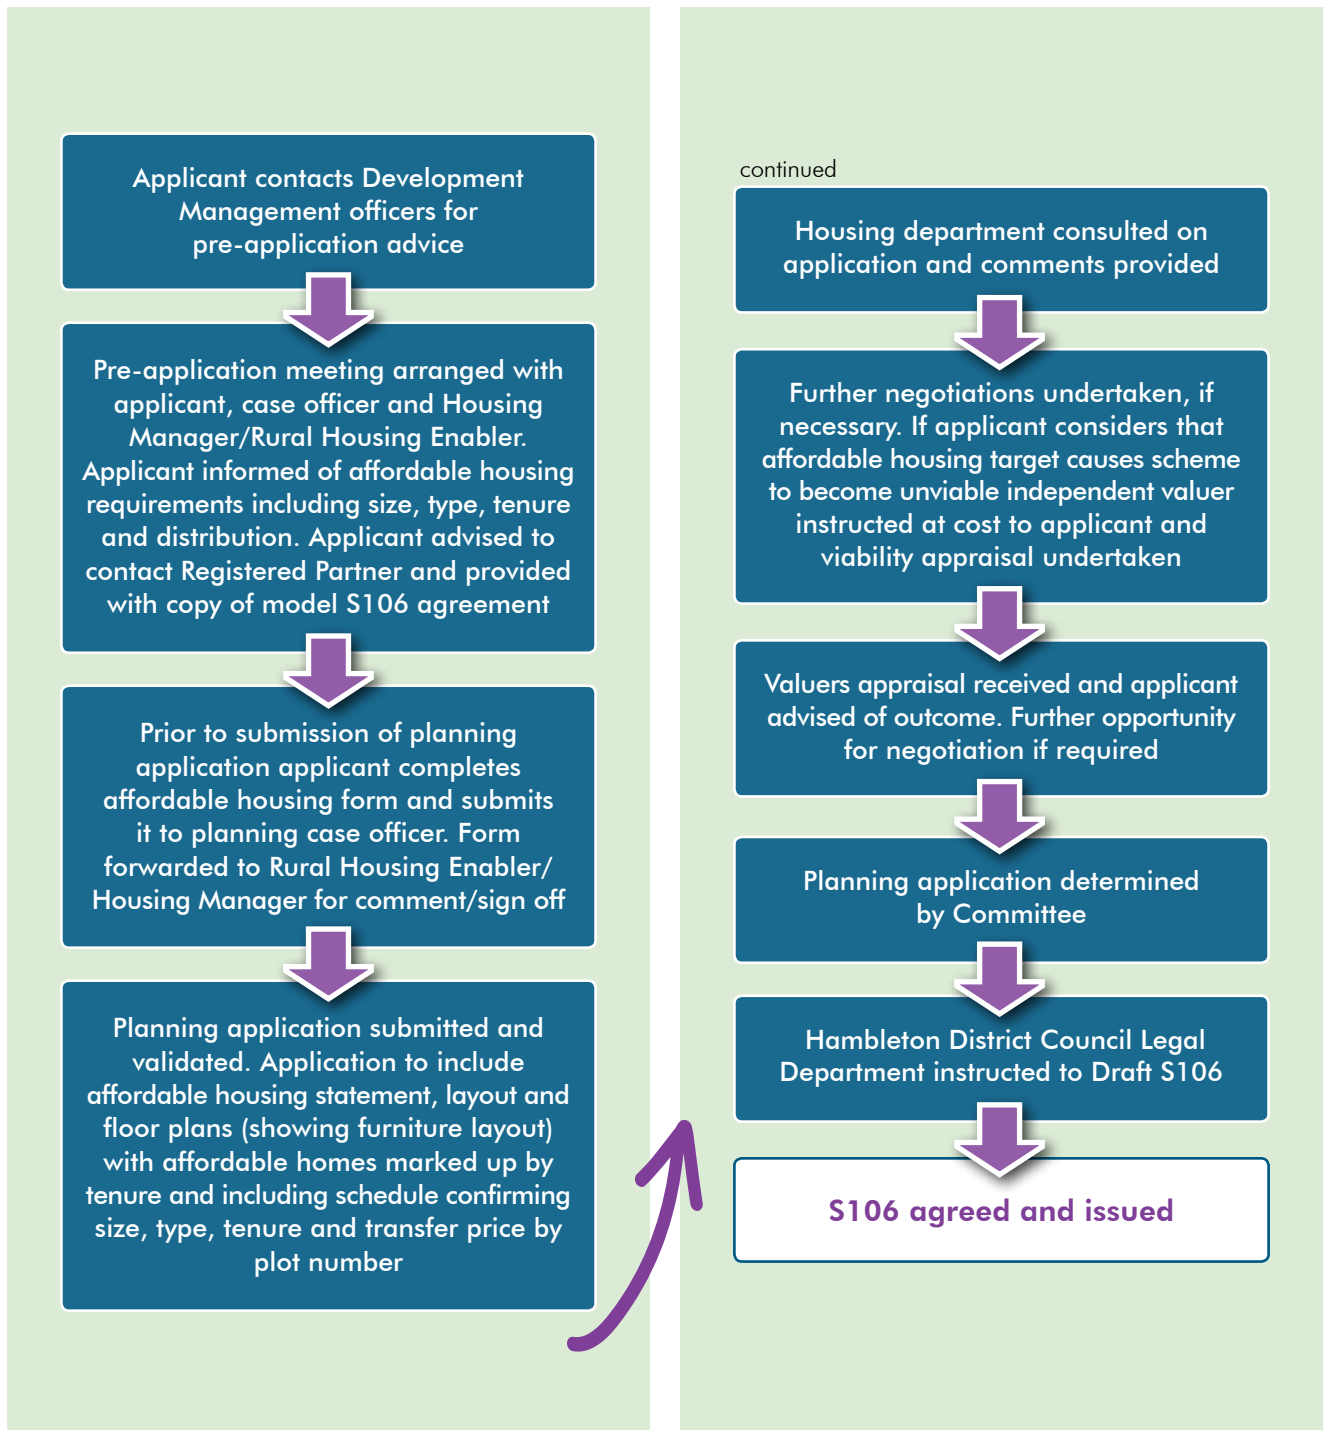 Applicant contacts Development
Management officers for
pre-application advice
Pre-application meeting arranged with
applicant, case officer and Housing
Manager/Rural Housing Enabler.
Applicant informed of affordable housing
requirements including size, type, tenure
and distribution. Applicant advised to
contact Registered Partner and provided
with copy of model S106 agreement
Prior to submission of planning
application applicant completes
affordable housing form and submits
it to planning case officer. Form
forwarded to Rural Housing Enabler/
Housing Manager for comment/sign off
Planning application submitted and
validated. Application to include
affordable housing statement, layout and
floor plans (showing furniture layout)
with affordable homes marked up by
tenure and including schedule confirming
size, type, tenure and transfer price by
plot number
continued
Housing department consulted on
application and comments provided
Further negotiations undertaken, if
necessary. If applicant considers that
affordable housing target causes scheme
to become unviable independent valuer
instructed at cost to applicant and
viability appraisal undertaken
Valuers appraisal received and applicant
advised of outcome. Further opportunity
for negotiation if required
Planning application determined
by Committee
Hambleton District Council Legal
Department instructed to Draft S106
S106 agreed and issued